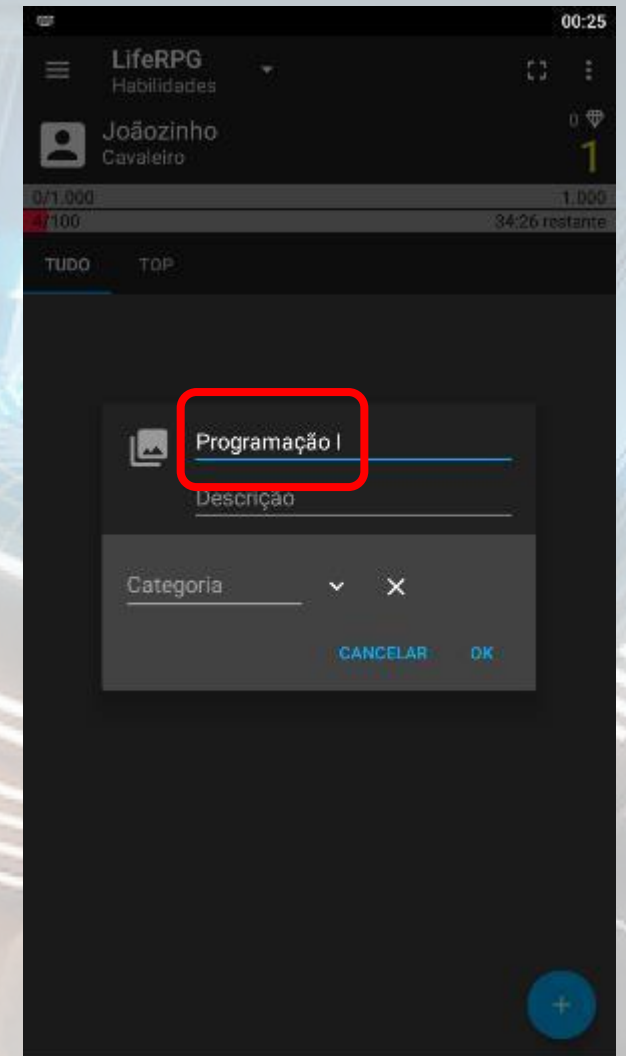 00:25
LifeRPG
Habilidades
Joãozinho
Cavaleiro
0
1
0/1.000 1.000
4/100 34:26 restante
TUDO TOP
Programação I
Descrição
Categoria
CANCELAR OK